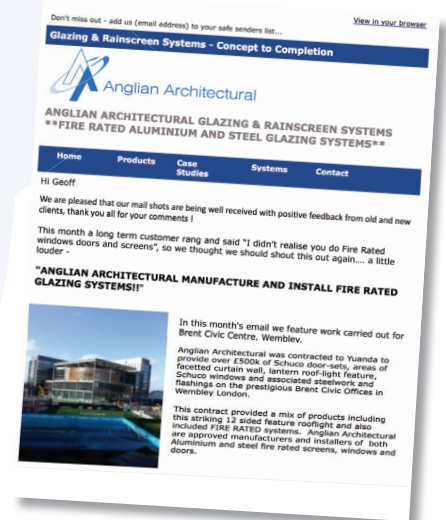 Don't miss out - add us (email address) to your safe senders list...
View in your browser
Glazing & Rainscreen Systems - Concept to Completion
Anglian Architectural
ANGLIAN ARCHITECTURAL GLAZING & RAINSCREEN SYSTEMS
**FIRE RATED ALUMINIUM AND STEEL GLAZING SYSTEMS**
Home Products Case Studies Systems Contact
Hi Geoff
We are pleased that our mail shots are being well received with positive feedback from old and new
clients, thank you all for your comments !
This month a long term customer rang and said "I didn't realise you do Fire Rated
windows doors and screens", so we thought we should shout this out again.... a little
louder -
"ANGLIAN ARCHITECTURAL MANUFACTURE AND INSTALL FIRE RATED
GLAZING SYSTEMS!!"
In this month's email we feature work carried out for
Brent Civic Centre, Wembley.
Anglian Architectural was contracted to Yuanda to
provide over £500k of Schuco door-sets, areas of
facetted curtain wall, lantern roof-light feature,
Schuco windows and associated steelwork and
flashings on the prestigious Brent Civic Offices in
Wembley London.
This contract provided a mix of products including
this striking 12 sided feature rooflight and also
included FIRE RATED systems. Anglian Architectural
are approved manufacturers and installers of both
Aluminium and steel fire rated screens, windows and
doors.